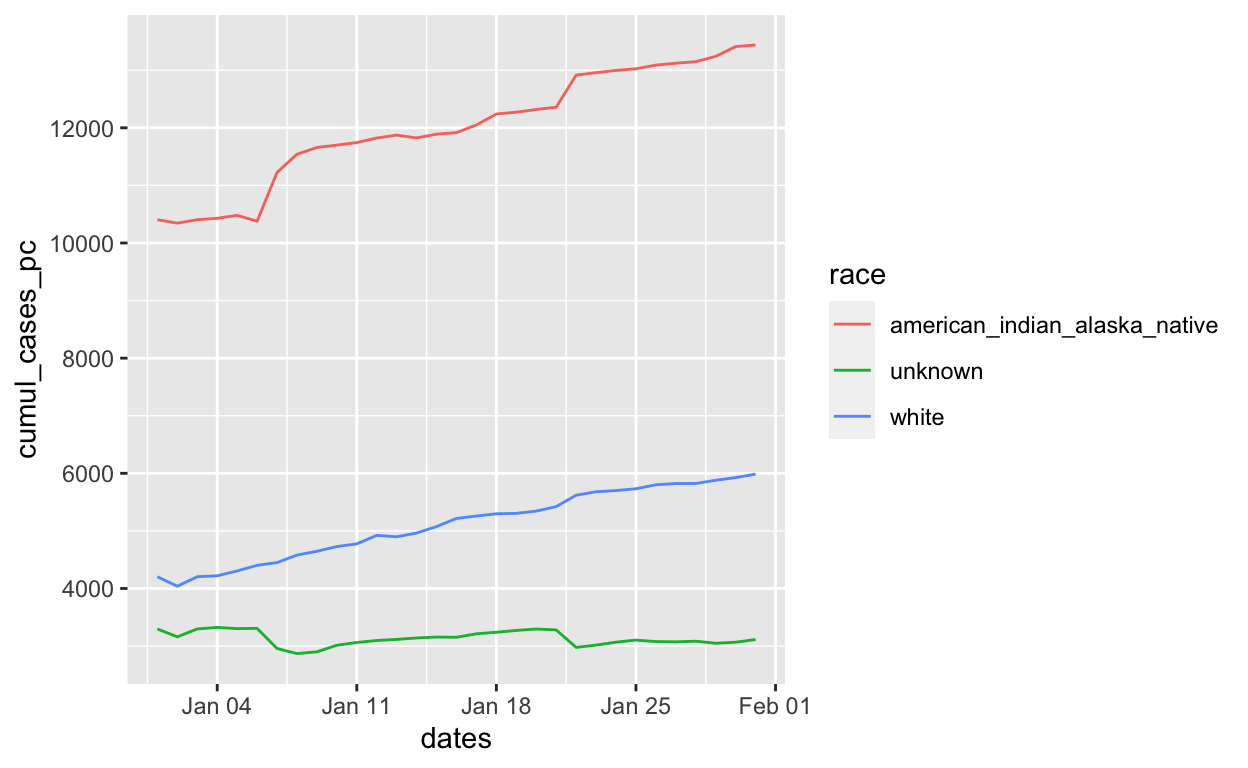 cumul_cases_pc
12000
10000
8000
6000
4000
Jan 04
Jan 11
Jan 18
Jan 25
Feb 01
dates
race
american_indian_alaska_native
unknown
white